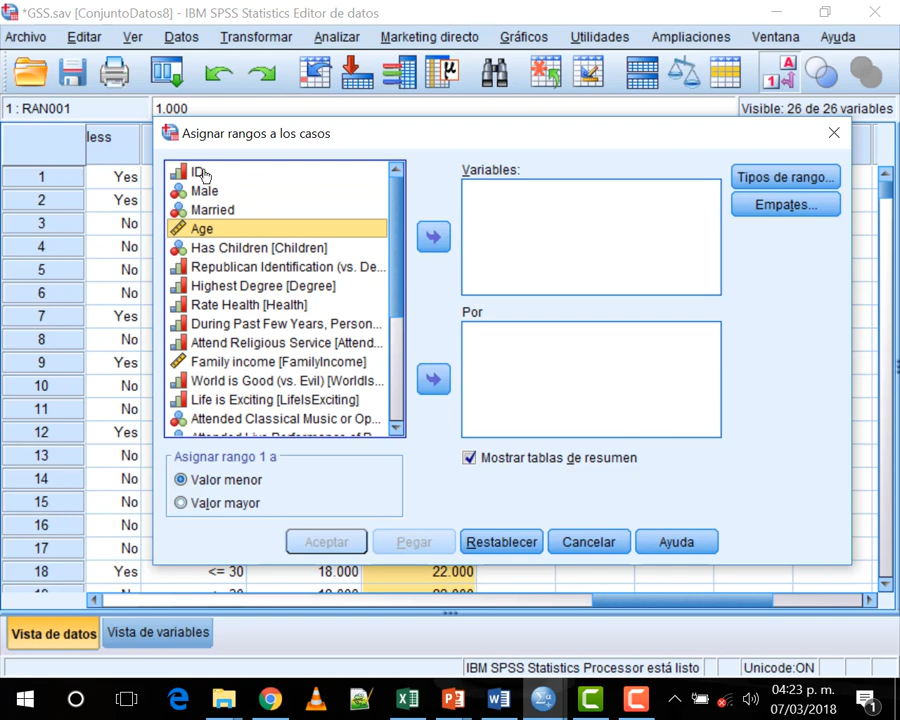 *GSS.sav [ConjuntoDatos8] - IBM SPSS Statistics Editor de datos
Archivo Editar Ver Datos Transformar Analizar Marketing directo Gráficos Utilidades Ampliaciones Ventana Ayuda
1 : RAN001 1.000 Visible: 26 de 26 variables
less
Asignar rangos a los casos
ID
Male
Married
Age
Has Children [Children]
Republican Identification (vs. De...
Highest Degree [Degree]
Rate Health [Health]
During Past Few Years, Person...
Attend Religious Service [Attend...
Family income [FamilyIncome]
World is Good (vs. Evil) [WorldIs...
Life is Exciting [LifeIsExciting]
Attended Classical Music or Op...
Variables:
Por
Tipos de rango...
Empates...
Mostrar tablas de resumen
Asignar rango 1 a
Valor menor
Valor mayor
Aceptar Pegar Restablecer Cancelar Ayuda
1 Yes
2 Yes
3 No
4 No
5 No
6 No
7 Yes
8 No
9 Yes
10 No
11 No
12 Yes
13 No
14 No
15 No
16 No
17 No
18 Yes <= 30 18.000 22.000
Vista de datos Vista de variables
IBM SPSS Statistics Processor está listo Unicode:ON
04:23 p. m.
07/03/2018
1